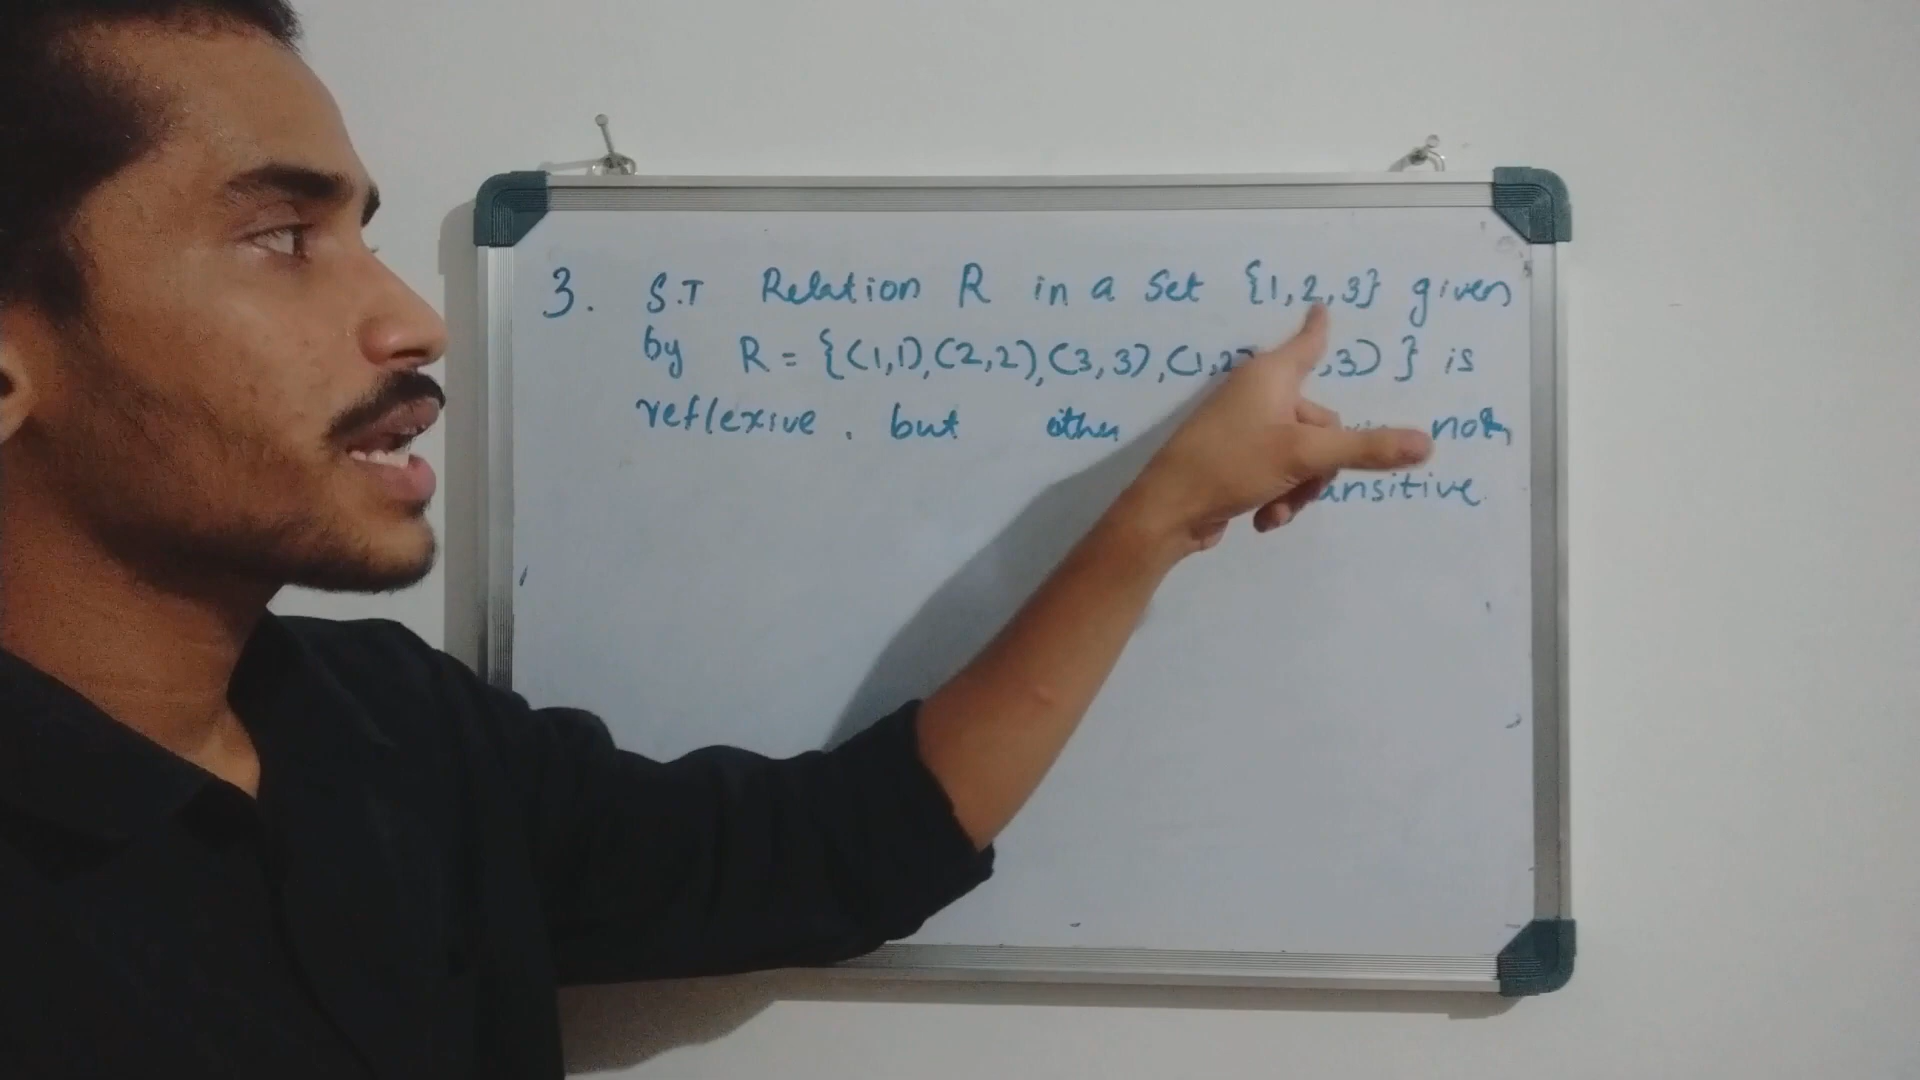 3. S.T Relation R in a Set {1,2,3} given
by R = {(1,1),(2,2),(3,3),(1,2) ,3) } is
reflexive. but other not
ansitive